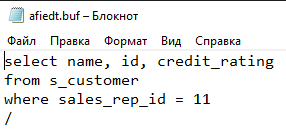 afiedt.buf – Блокнот
Файл Правка Формат Вид Справка
select name, id, credit_rating
from s_customer
where sales_rep_id = 11
/